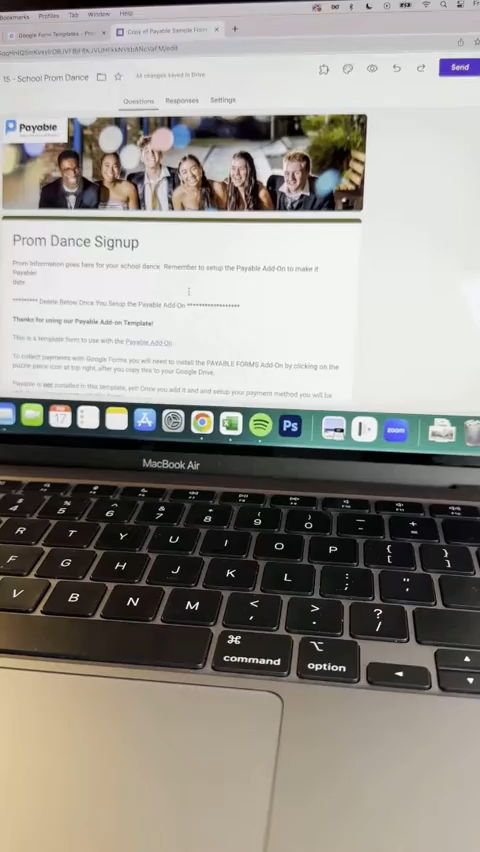 Bookmarks Profiles Tab Window Help
Google Form Templates - Pro
Copy of Payable Sample Form
15 - School Prom Dance
All changes saved in Drive
Send
Questions Responses Settings
Payable
Prom Dance Signup
Prom Information goes here for your school dance. Remember to setup the Payable Add-On to make it
Payable!
date
Delete Below Once You Setup the Payable Add-On
Thanks for using our Payable Add-on Template!
This is a template form to use with the Payable Add-On
To collect payments with Google Forms you will need to install the PAYABLE FORMS Add-On by clicking on the
puzzle piece icon at top right, after you copy this to your Google Drive.
Payable is not installed in this template, yet! Once you add it and and setup your payment method you will be
17
Ps
zoom
MacBook Air
$ 4 % 5 ^ 6 & 7 * 8 ( 9 ) 0 _ - + =
R T Y U I O P { [ } ]
F G H J K L : ; " '
V B N M < , > . ? /
⌘ ⌥
command option